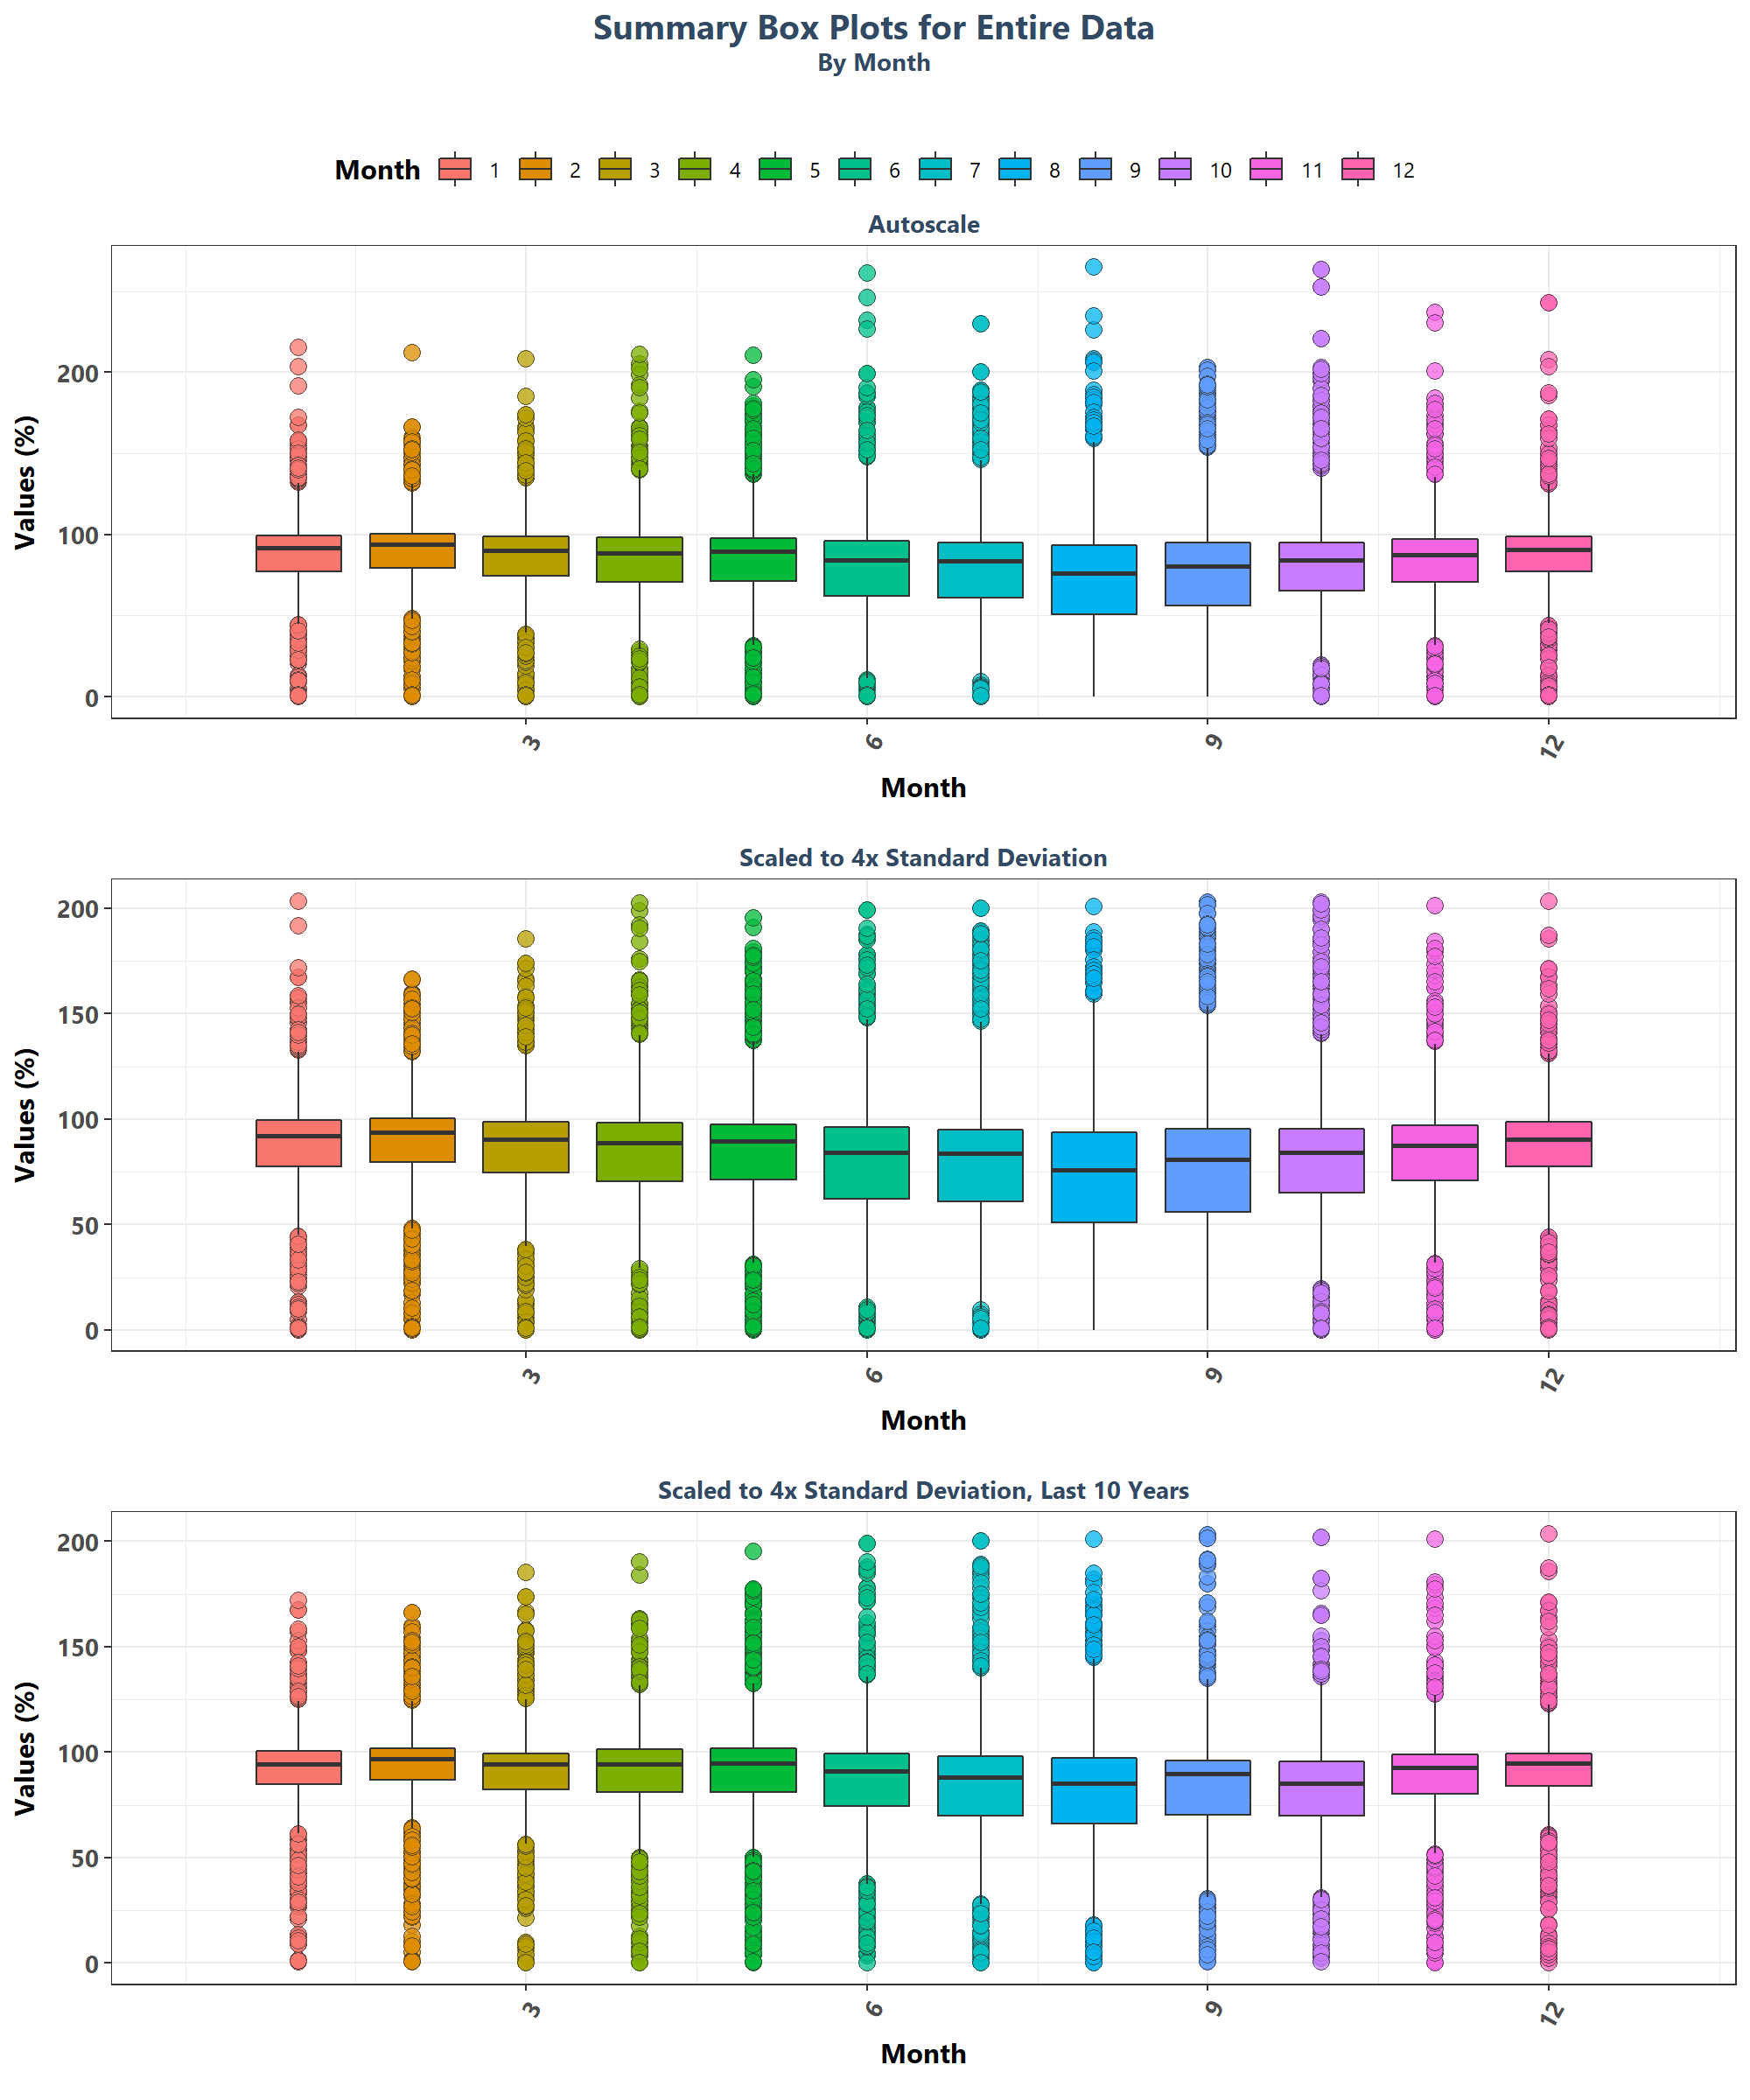 Summary Box Plots for Entire Data
By Month
Month 1 2 3 4 5 6 7 8 9 10 11 12
Autoscale
Values (%)
200
100
0
3 6 9 12
Month
Scaled to 4x Standard Deviation
Values (%)
200
150
100
50
0
3 6 9 12
Month
Scaled to 4x Standard Deviation, Last 10 Years
Values (%)
200
150
100
50
0
3 6 9 12
Month